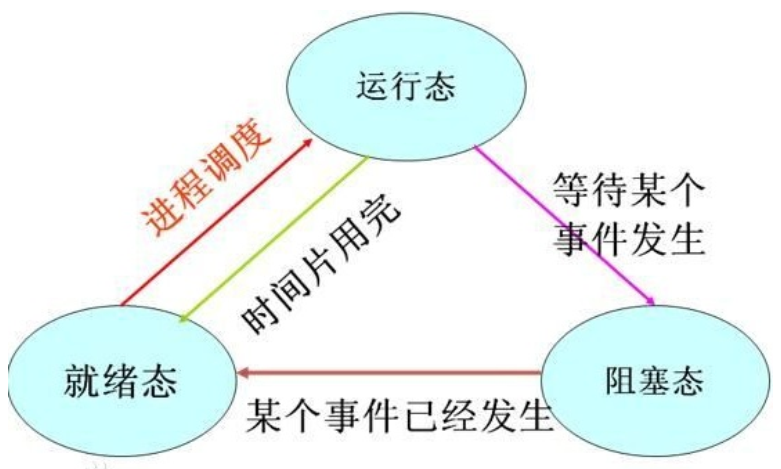 运行态
进程调度
时间片用完
等待某个
事件发生
就绪态
阻塞态
某个事件已经发生